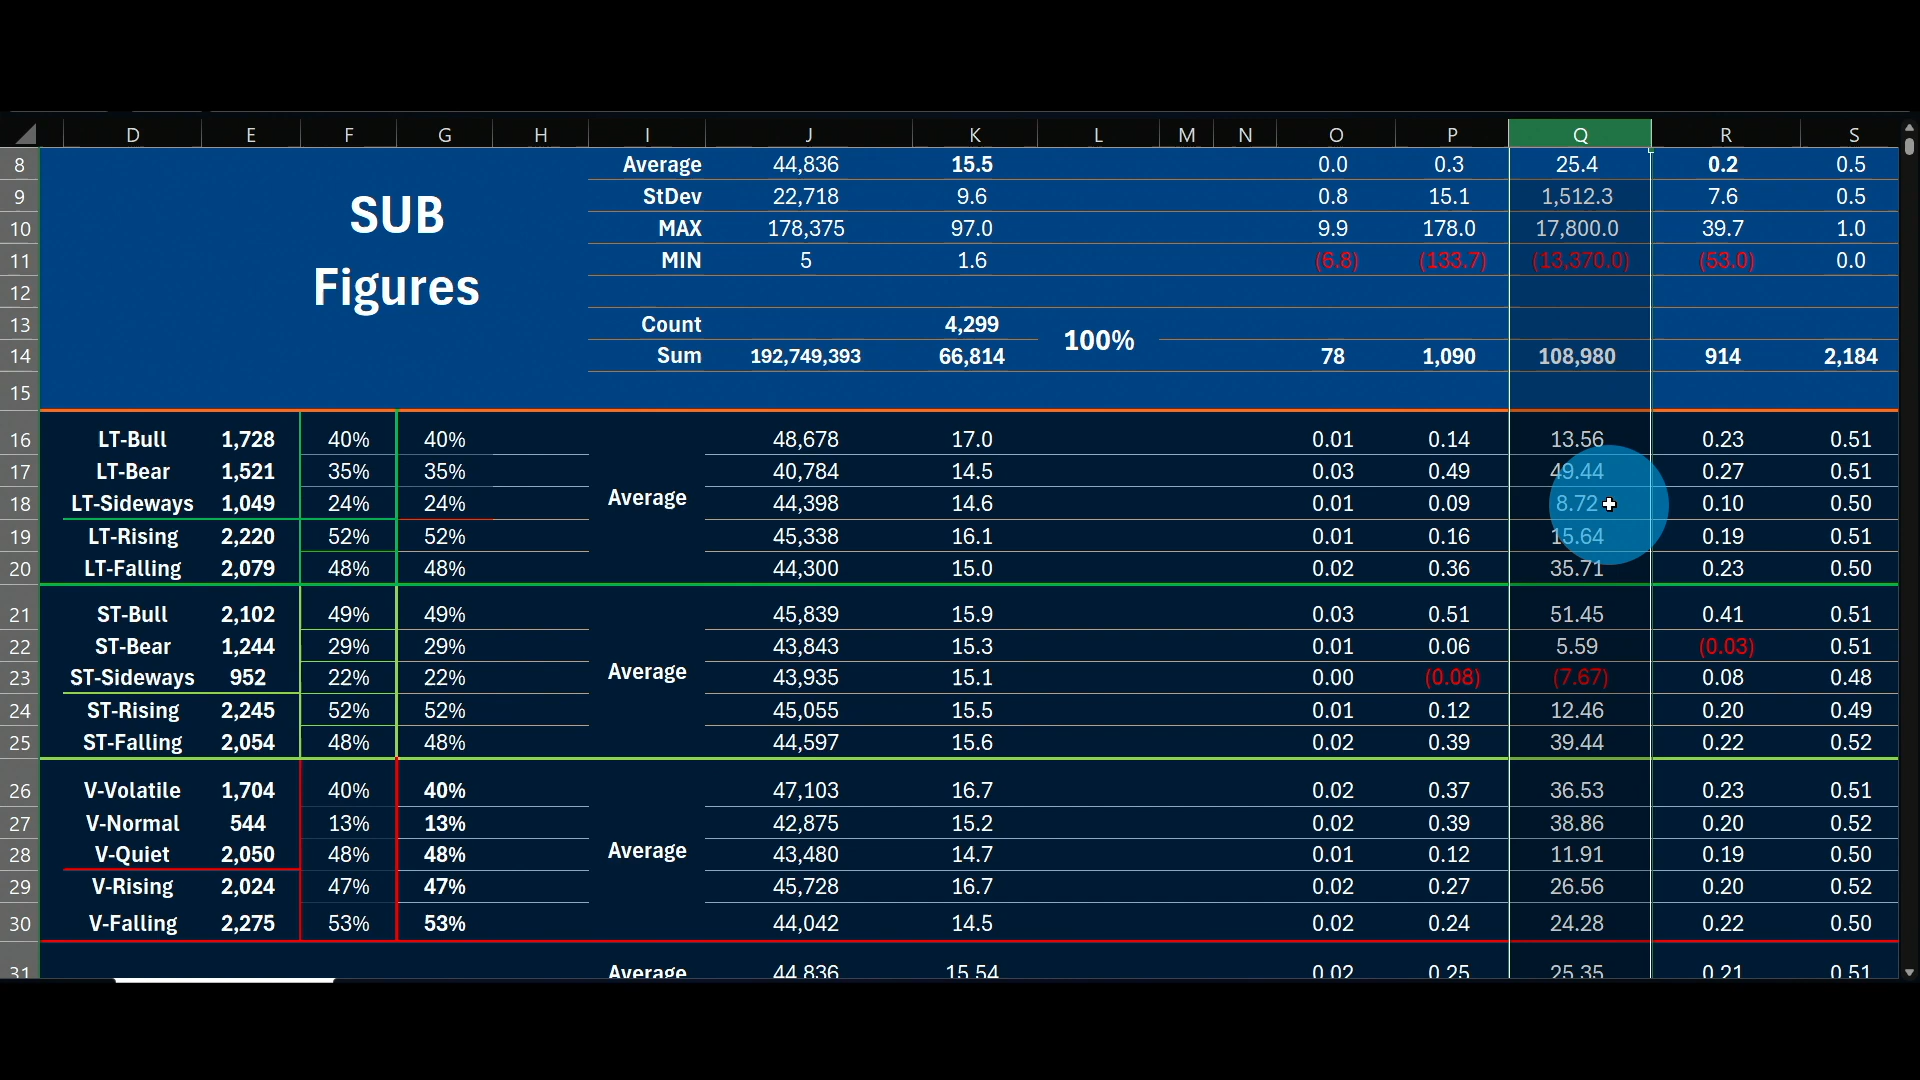 D E F G H I J K L M N O P Q R S
8 Average 44,836 15.5 0.0 0.3 25.4 0.2 0.5
9 StDev 22,718 9.6 0.8 15.1 1,512.3 7.6 0.5
SUB
10 MAX 178,375 97.0 9.9 178.0 17,800.0 39.7 1.0
11 MIN 5 1.6 (6.8) (133.7) (13,370.0) (53.0) 0.0
Figures
12
13 Count 4,299
100%
14 Sum 192,749,393 66,814 78 1,090 108,980 914 2,184
15
16 LT-Bull 1,728 40% 40% 48,678 17.0 0.01 0.14 13.56 0.23 0.51
17 LT-Bear 1,521 35% 35% 40,784 14.5 0.03 0.49 49.44 0.27 0.51
18 LT-Sideways 1,049 24% 24% Average 44,398 14.6 0.01 0.09 8.72 0.10 0.50
19 LT-Rising 2,220 52% 52% 45,338 16.1 0.01 0.16 15.64 0.19 0.51
20 LT-Falling 2,079 48% 48% 44,300 15.0 0.02 0.36 35.71 0.23 0.50
21 ST-Bull 2,102 49% 49% 45,839 15.9 0.03 0.51 51.45 0.41 0.51
22 ST-Bear 1,244 29% 29% 43,843 15.3 0.01 0.06 5.59 (0.03) 0.51
23 ST-Sideways 952 22% 22% Average 43,935 15.1 0.00 (0.08) (7.67) 0.08 0.48
24 ST-Rising 2,245 52% 52% 45,055 15.5 0.01 0.12 12.46 0.20 0.49
25 ST-Falling 2,054 48% 48% 44,597 15.6 0.02 0.39 39.44 0.22 0.52
26 V-Volatile 1,704 40% 40% 47,103 16.7 0.02 0.37 36.53 0.23 0.51
27 V-Normal 544 13% 13% 42,875 15.2 0.02 0.39 38.86 0.20 0.52
28 V-Quiet 2,050 48% 48% Average 43,480 14.7 0.01 0.12 11.91 0.19 0.50
29 V-Rising 2,024 47% 47% 45,728 16.7 0.02 0.27 26.56 0.20 0.52
30 V-Falling 2,275 53% 53% 44,042 14.5 0.02 0.24 24.28 0.22 0.50
31 Average 44,836 15.54 0.02 0.25 25.35 0.21 0.51